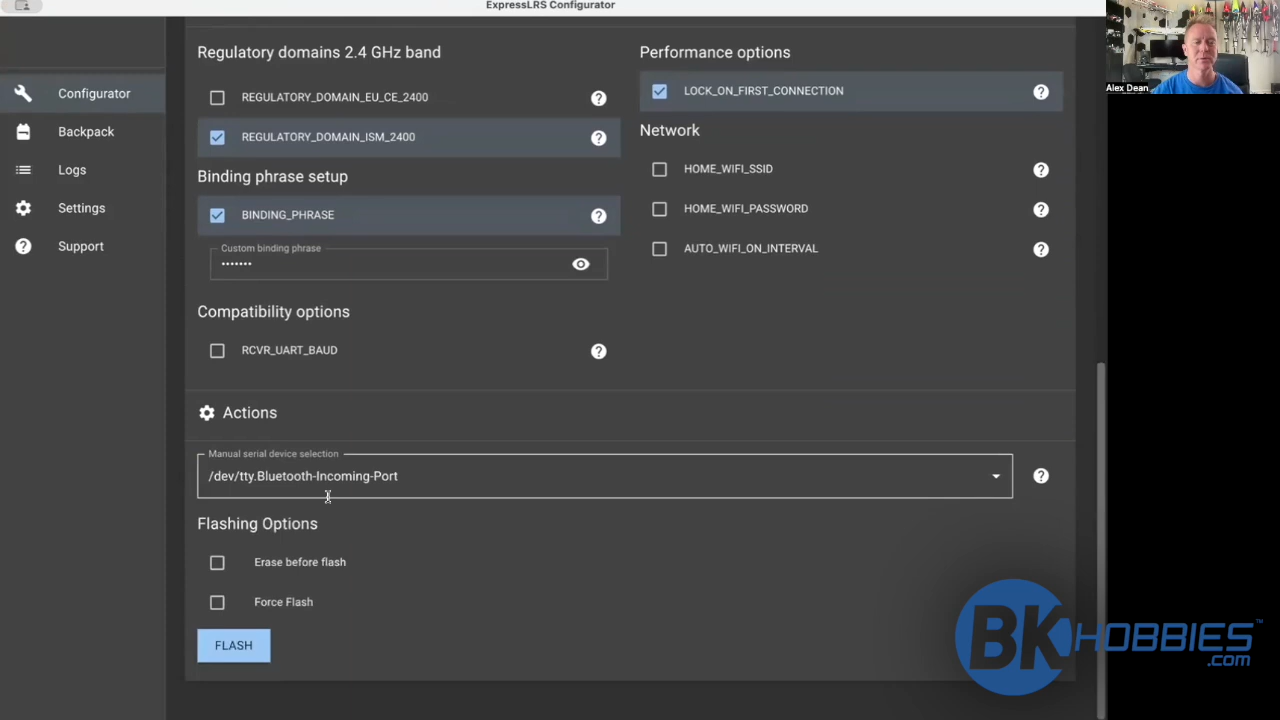 ExpressLRS Configurator
Alex Dean
Configurator
Backpack
Logs
Settings
Support
Regulatory domains 2.4 GHz band
REGULATORY_DOMAIN_EU_CE_2400
REGULATORY_DOMAIN_ISM_2400
Binding phrase setup
BINDING_PHRASE
Custom binding phrase
•••••••
Compatibility options
RCVR_UART_BAUD
Performance options
LOCK_ON_FIRST_CONNECTION
Network
HOME_WIFI_SSID
HOME_WIFI_PASSWORD
AUTO_WIFI_ON_INTERVAL
Actions
Manual serial device selection
/dev/tty.Bluetooth-Incoming-Port
Flashing Options
Erase before flash
Force Flash
FLASH
BKHOBBIES™
.com